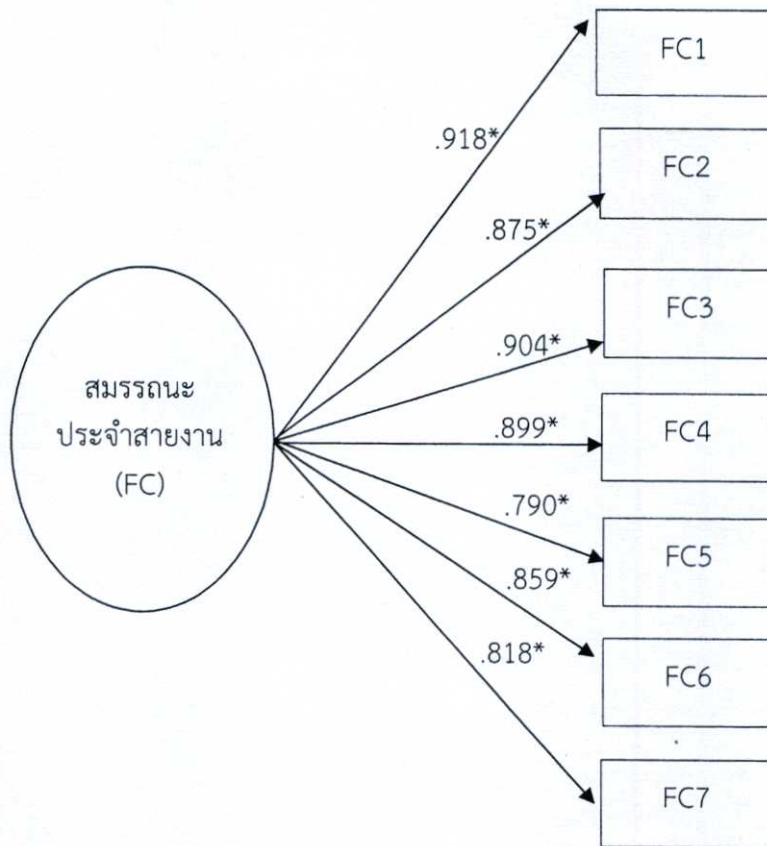 FC1
.918*
FC2
.875*
FC3
.904*
สมรรถนะ
ประจำสายงาน
(FC)
.899*
FC4
.790*
FC5
.859*
FC6
.818*
FC7